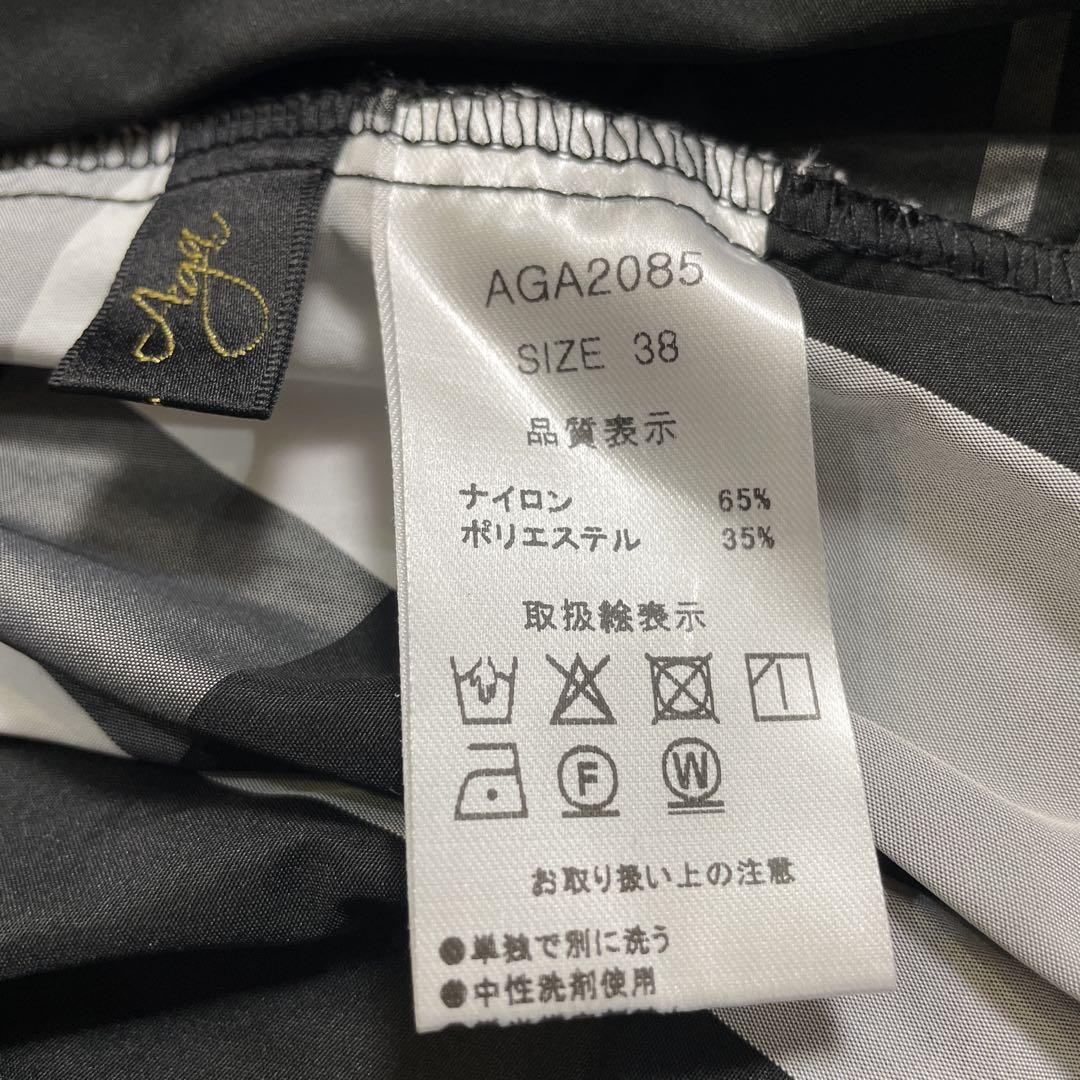 Aga
AGA2085
SIZE 38
品質表示
ナイロン 65%
ポリエステル 35%
取扱絵表示
F W
お取り扱い上の注意
●単独で別に洗う
●中性洗剤使用